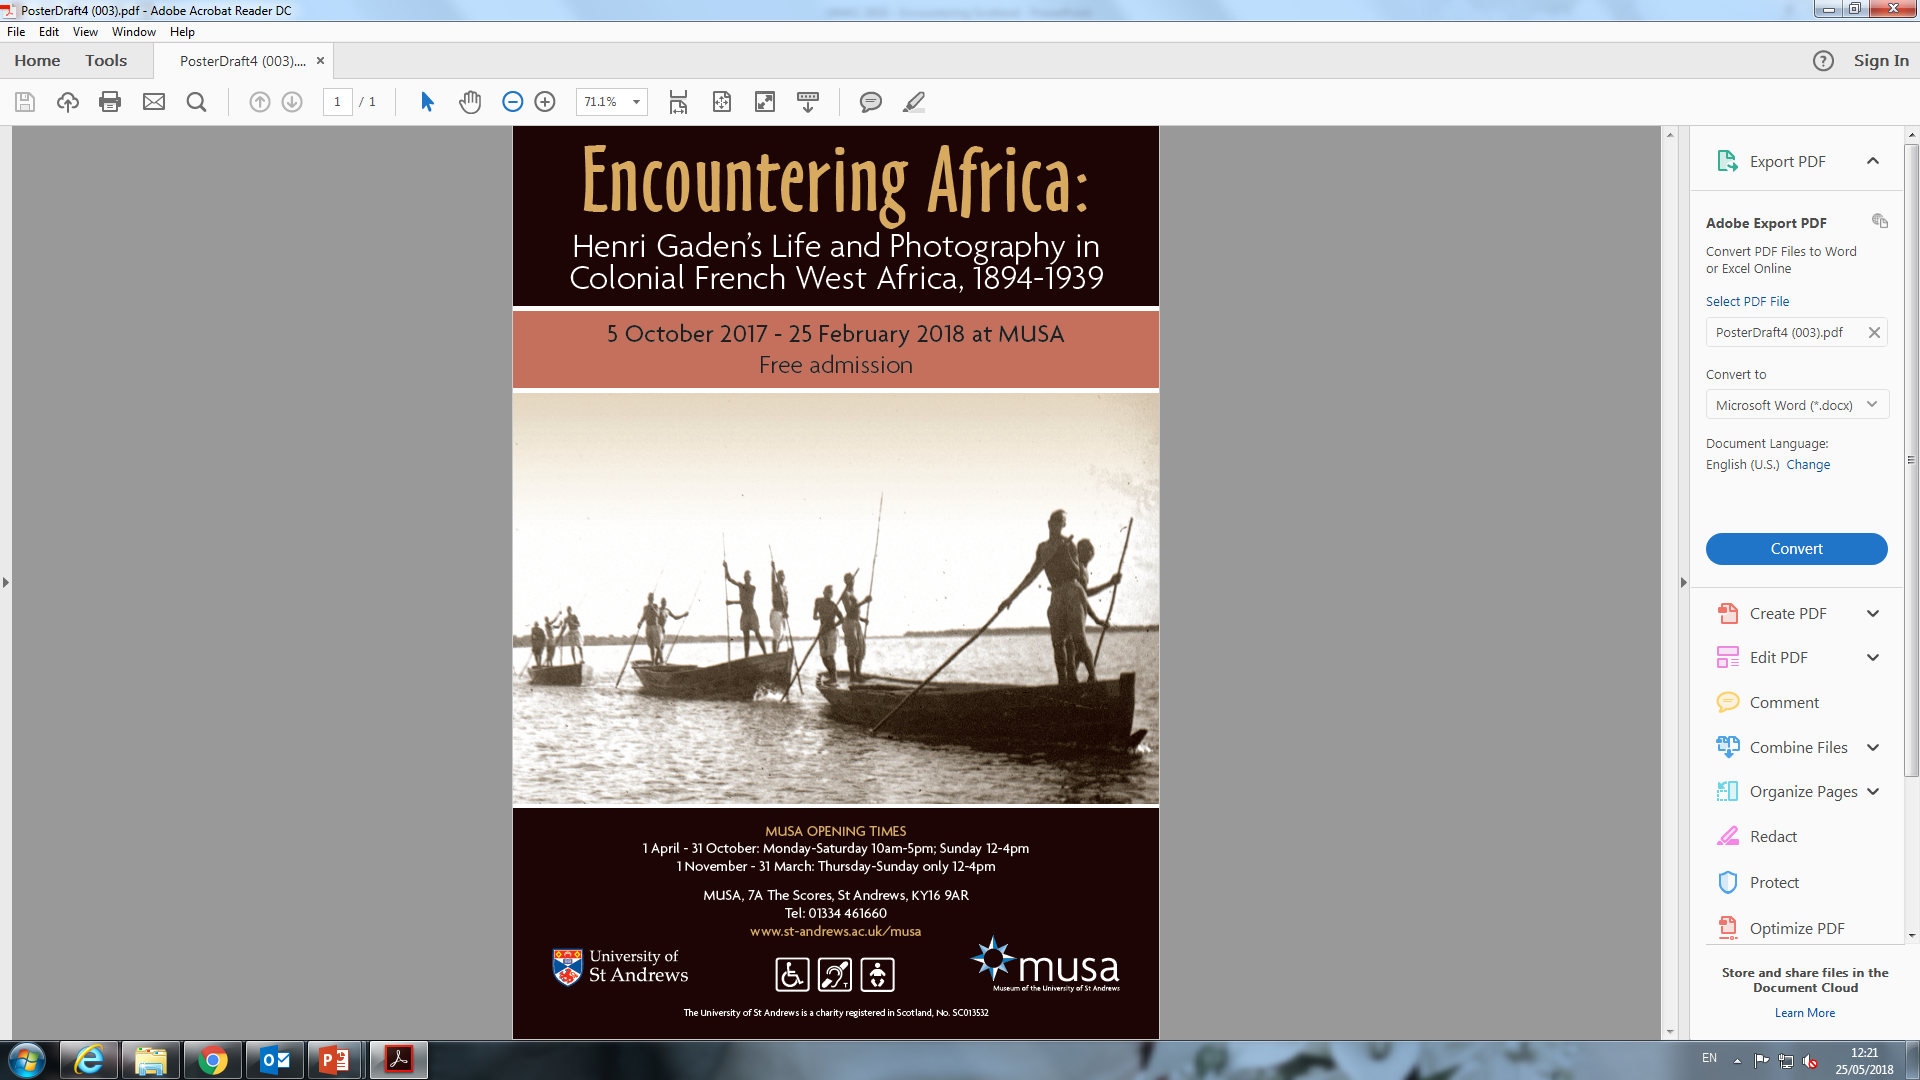 PosterDraft4 (003).pdf - Adobe Acrobat Reader DC
File Edit View Window Help
Home Tools PosterDraft4 (003)....
Sign In
1 / 1 71.1%
Encountering Africa:
Henri Gaden's Life and Photography in
Colonial French West Africa, 1894-1939
5 October 2017 - 25 February 2018 at MUSA
Free admission
MUSA OPENING TIMES
1 April - 31 October: Monday-Saturday 10am-5pm; Sunday 12-4pm
1 November - 31 March: Thursday-Sunday only 12-4pm
MUSA, 7A The Scores, St Andrews, KY16 9AR
Tel: 01334 461660
www.st-andrews.ac.uk/musa
University of
St Andrews
T
musa
Museum of the University of St Andrews
The University of St Andrews is a charity registered in Scotland, No. SC013532
Export PDF
Adobe Export PDF
Convert PDF Files to Word
or Excel Online
Select PDF File
PosterDraft4 (003).pdf
Convert to
Microsoft Word (*.docx)
Document Language:
English (U.S.) Change
Convert
Create PDF
Edit PDF
Comment
Combine Files
Organize Pages
Redact
Protect
Optimize PDF
Store and share files in the
Document Cloud
Learn More
EN
12:21
25/05/2018